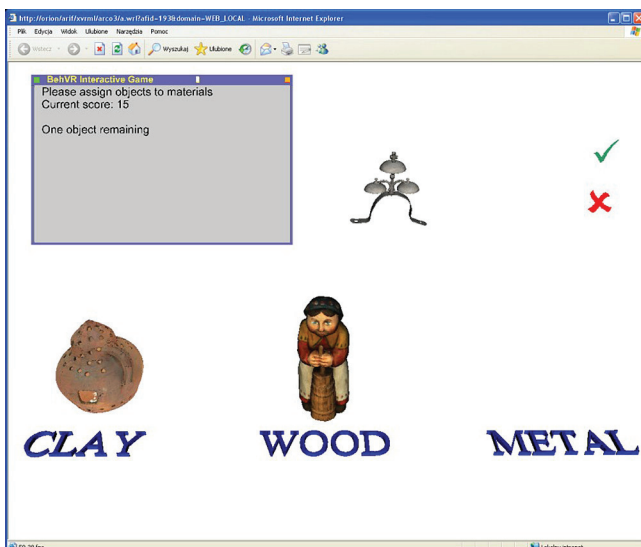 http://orion/arif/xvrml/arco3/a.wrl?afid=193&domain=WEB_LOCAL - Microsoft Internet Explorer
Plik Edycja Widok Ulubione Narzędzia Pomoc
Wstecz Wyszukaj Ulubione
BehVR Interactive Game
Please assign objects to materials
Current score: 15
One object remaining
CLAY WOOD METAL